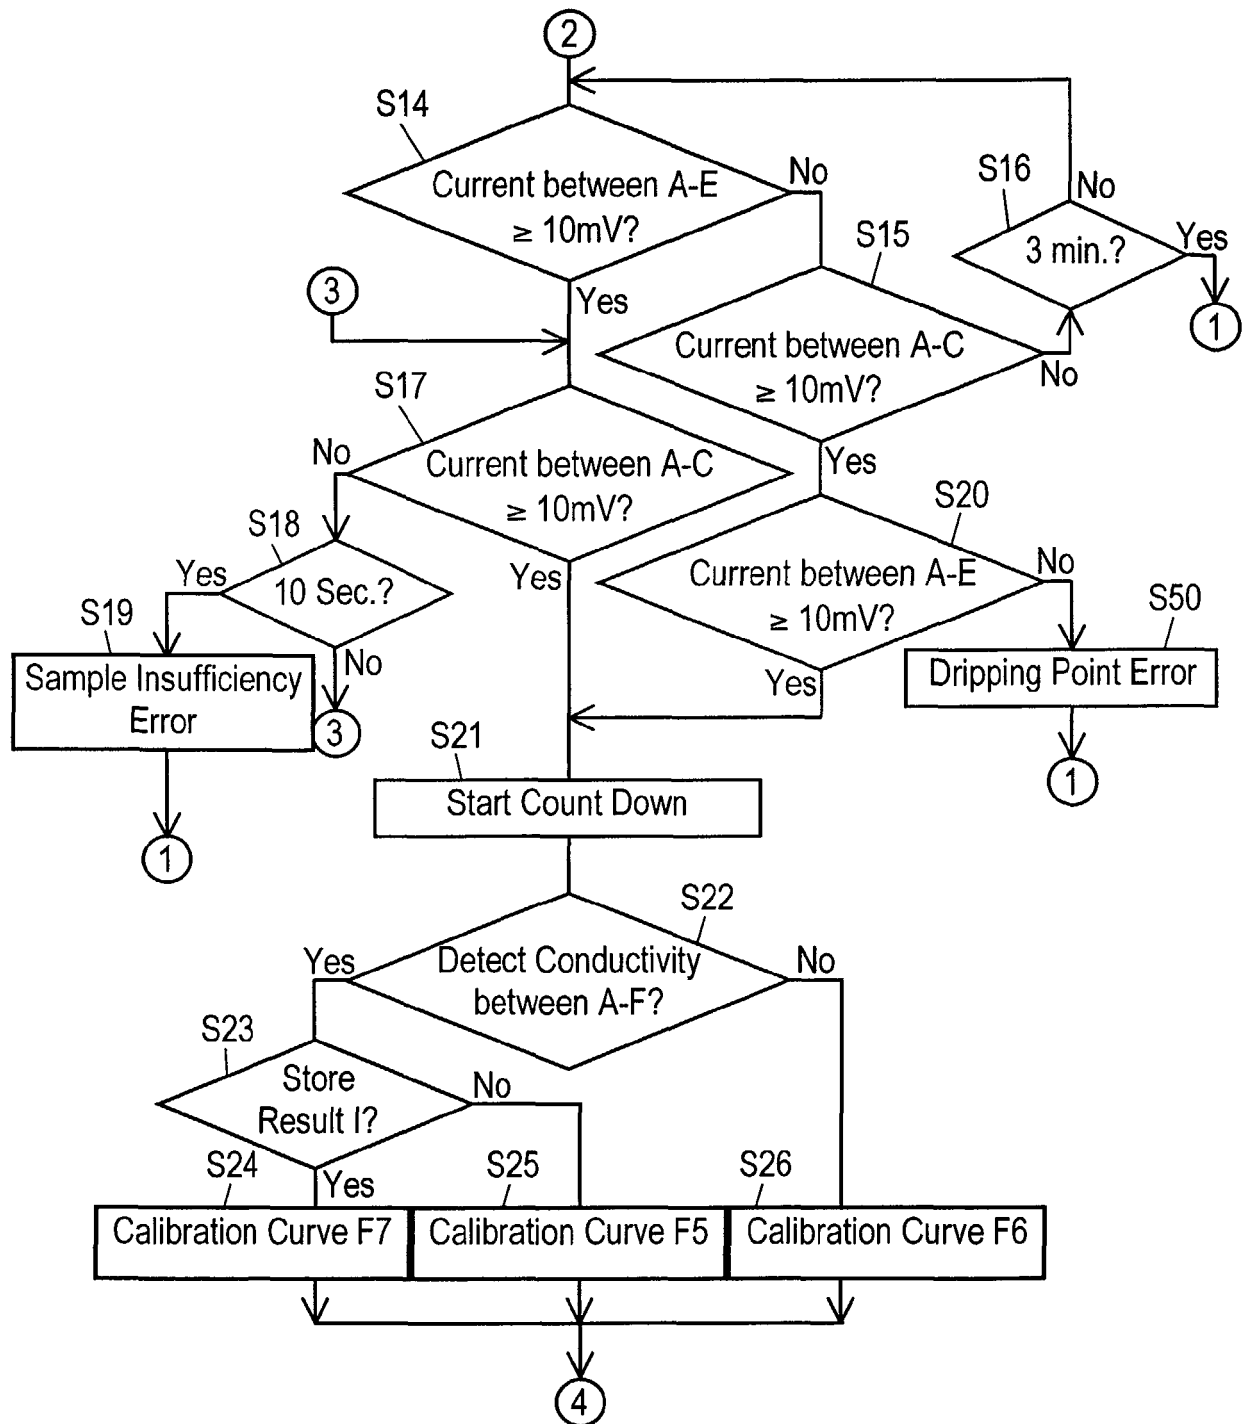 2
S14
Current between A-E
≥ 10mV?
No
Yes
S16
3 min.?
No
Yes
1
S15
Current between A-C
≥ 10mV?
No
Yes
3
S17
Current between A-C
≥ 10mV?
No
Yes
S18
10 Sec.?
Yes
No
3
S19
Sample Insufficiency
Error
1
S20
Current between A-E
≥ 10mV?
No
Yes
S50
Dripping Point Error
1
S21
Start Count Down
S22
Detect Conductivity
between A-F?
Yes
No
S23
Store
Result I?
No
Yes
S24
Calibration Curve F7
S25
Calibration Curve F5
S26
Calibration Curve F6
4